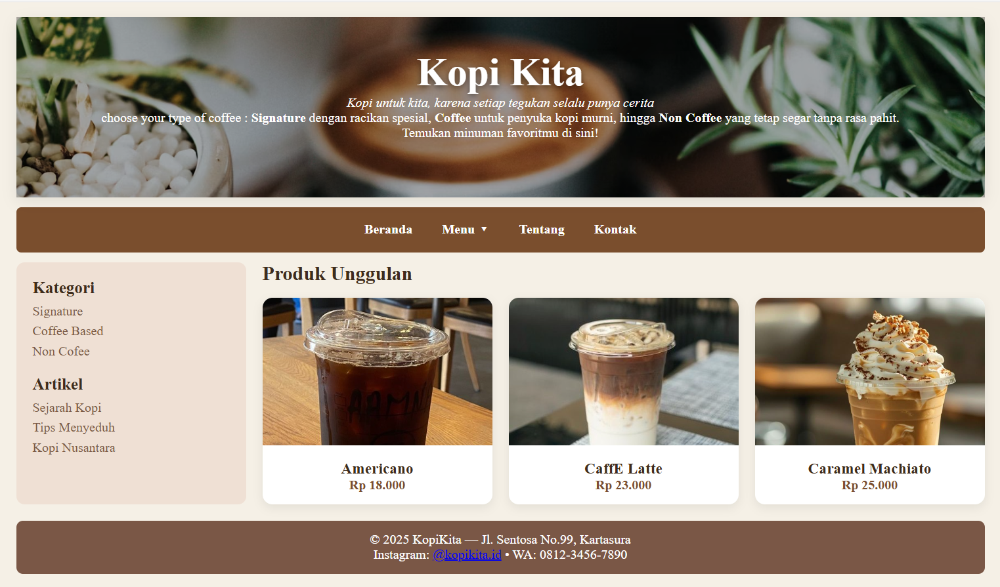 Kopi Kita
Kopi untuk kita, karena setiap tegukan selalu punya cerita
choose your type of coffee : Signature dengan racikan spesial, Coffee untuk penyuka kopi murni, hingga Non Coffee yang tetap segar tanpa rasa pahit.
Temukan minuman favoritmu di sini!
Beranda Menu ▼ Tentang Kontak
Kategori
Signature
Coffee Based
Non Cofee
Artikel
Sejarah Kopi
Tips Menyeduh
Kopi Nusantara
Produk Unggulan
Americano
Rp 18.000
CaffE Latte
Rp 23.000
Caramel Machiato
Rp 25.000
© 2025 KopiKita — Jl. Sentosa No.99, Kartasura
Instagram: @kopikita.id • WA: 0812-3456-7890